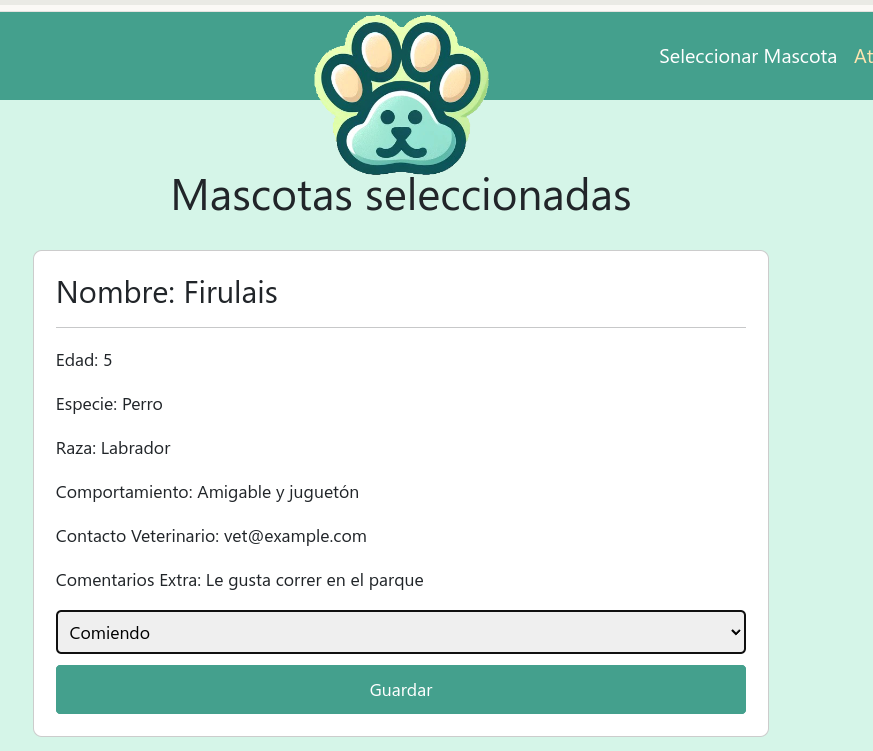 Seleccionar Mascota At
Mascotas seleccionadas
Nombre: Firulais
Edad: 5
Especie: Perro
Raza: Labrador
Comportamiento: Amigable y juguetón
Contacto Veterinario: vet@example.com
Comentarios Extra: Le gusta correr en el parque
Comiendo
Guardar